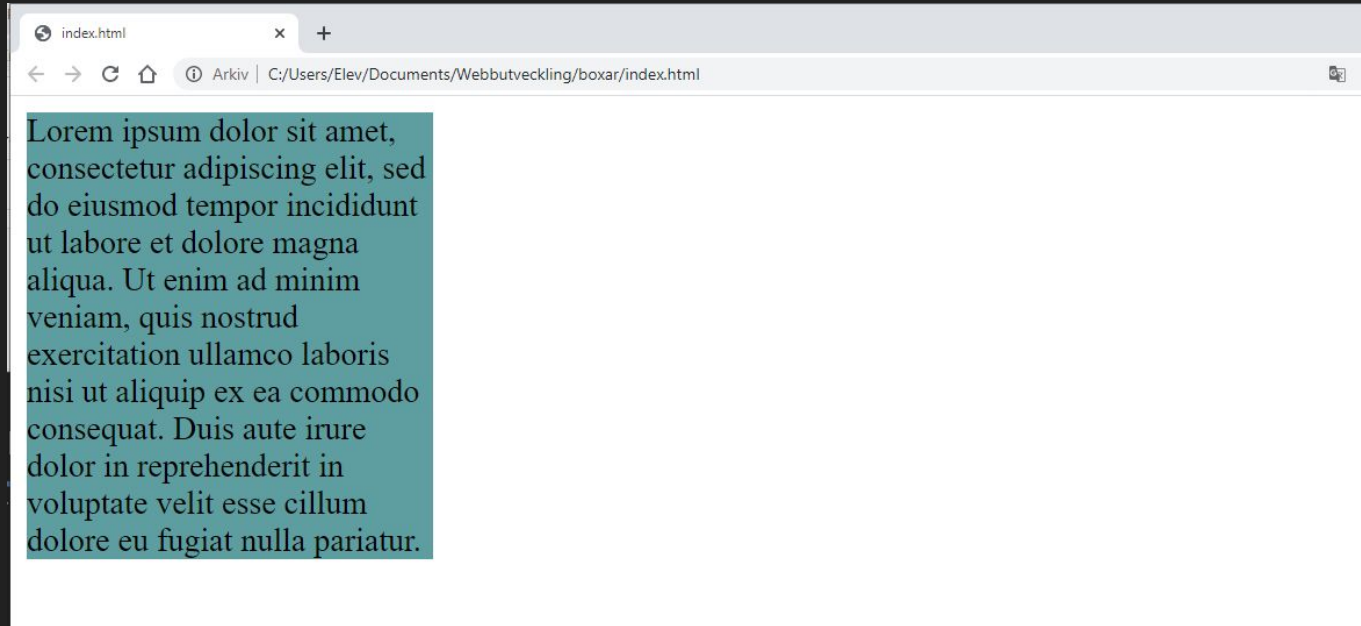 index.html
Arkiv C:/Users/Elev/Documents/Webbutveckling/boxar/index.html
Lorem ipsum dolor sit amet,
consectetur adipiscing elit, sed
do eiusmod tempor incididunt
ut labore et dolore magna
aliqua. Ut enim ad minim
veniam, quis nostrud
exercitation ullamco laboris
nisi ut aliquip ex ea commodo
consequat. Duis aute irure
dolor in reprehenderit in
voluptate velit esse cillum
dolore eu fugiat nulla pariatur.